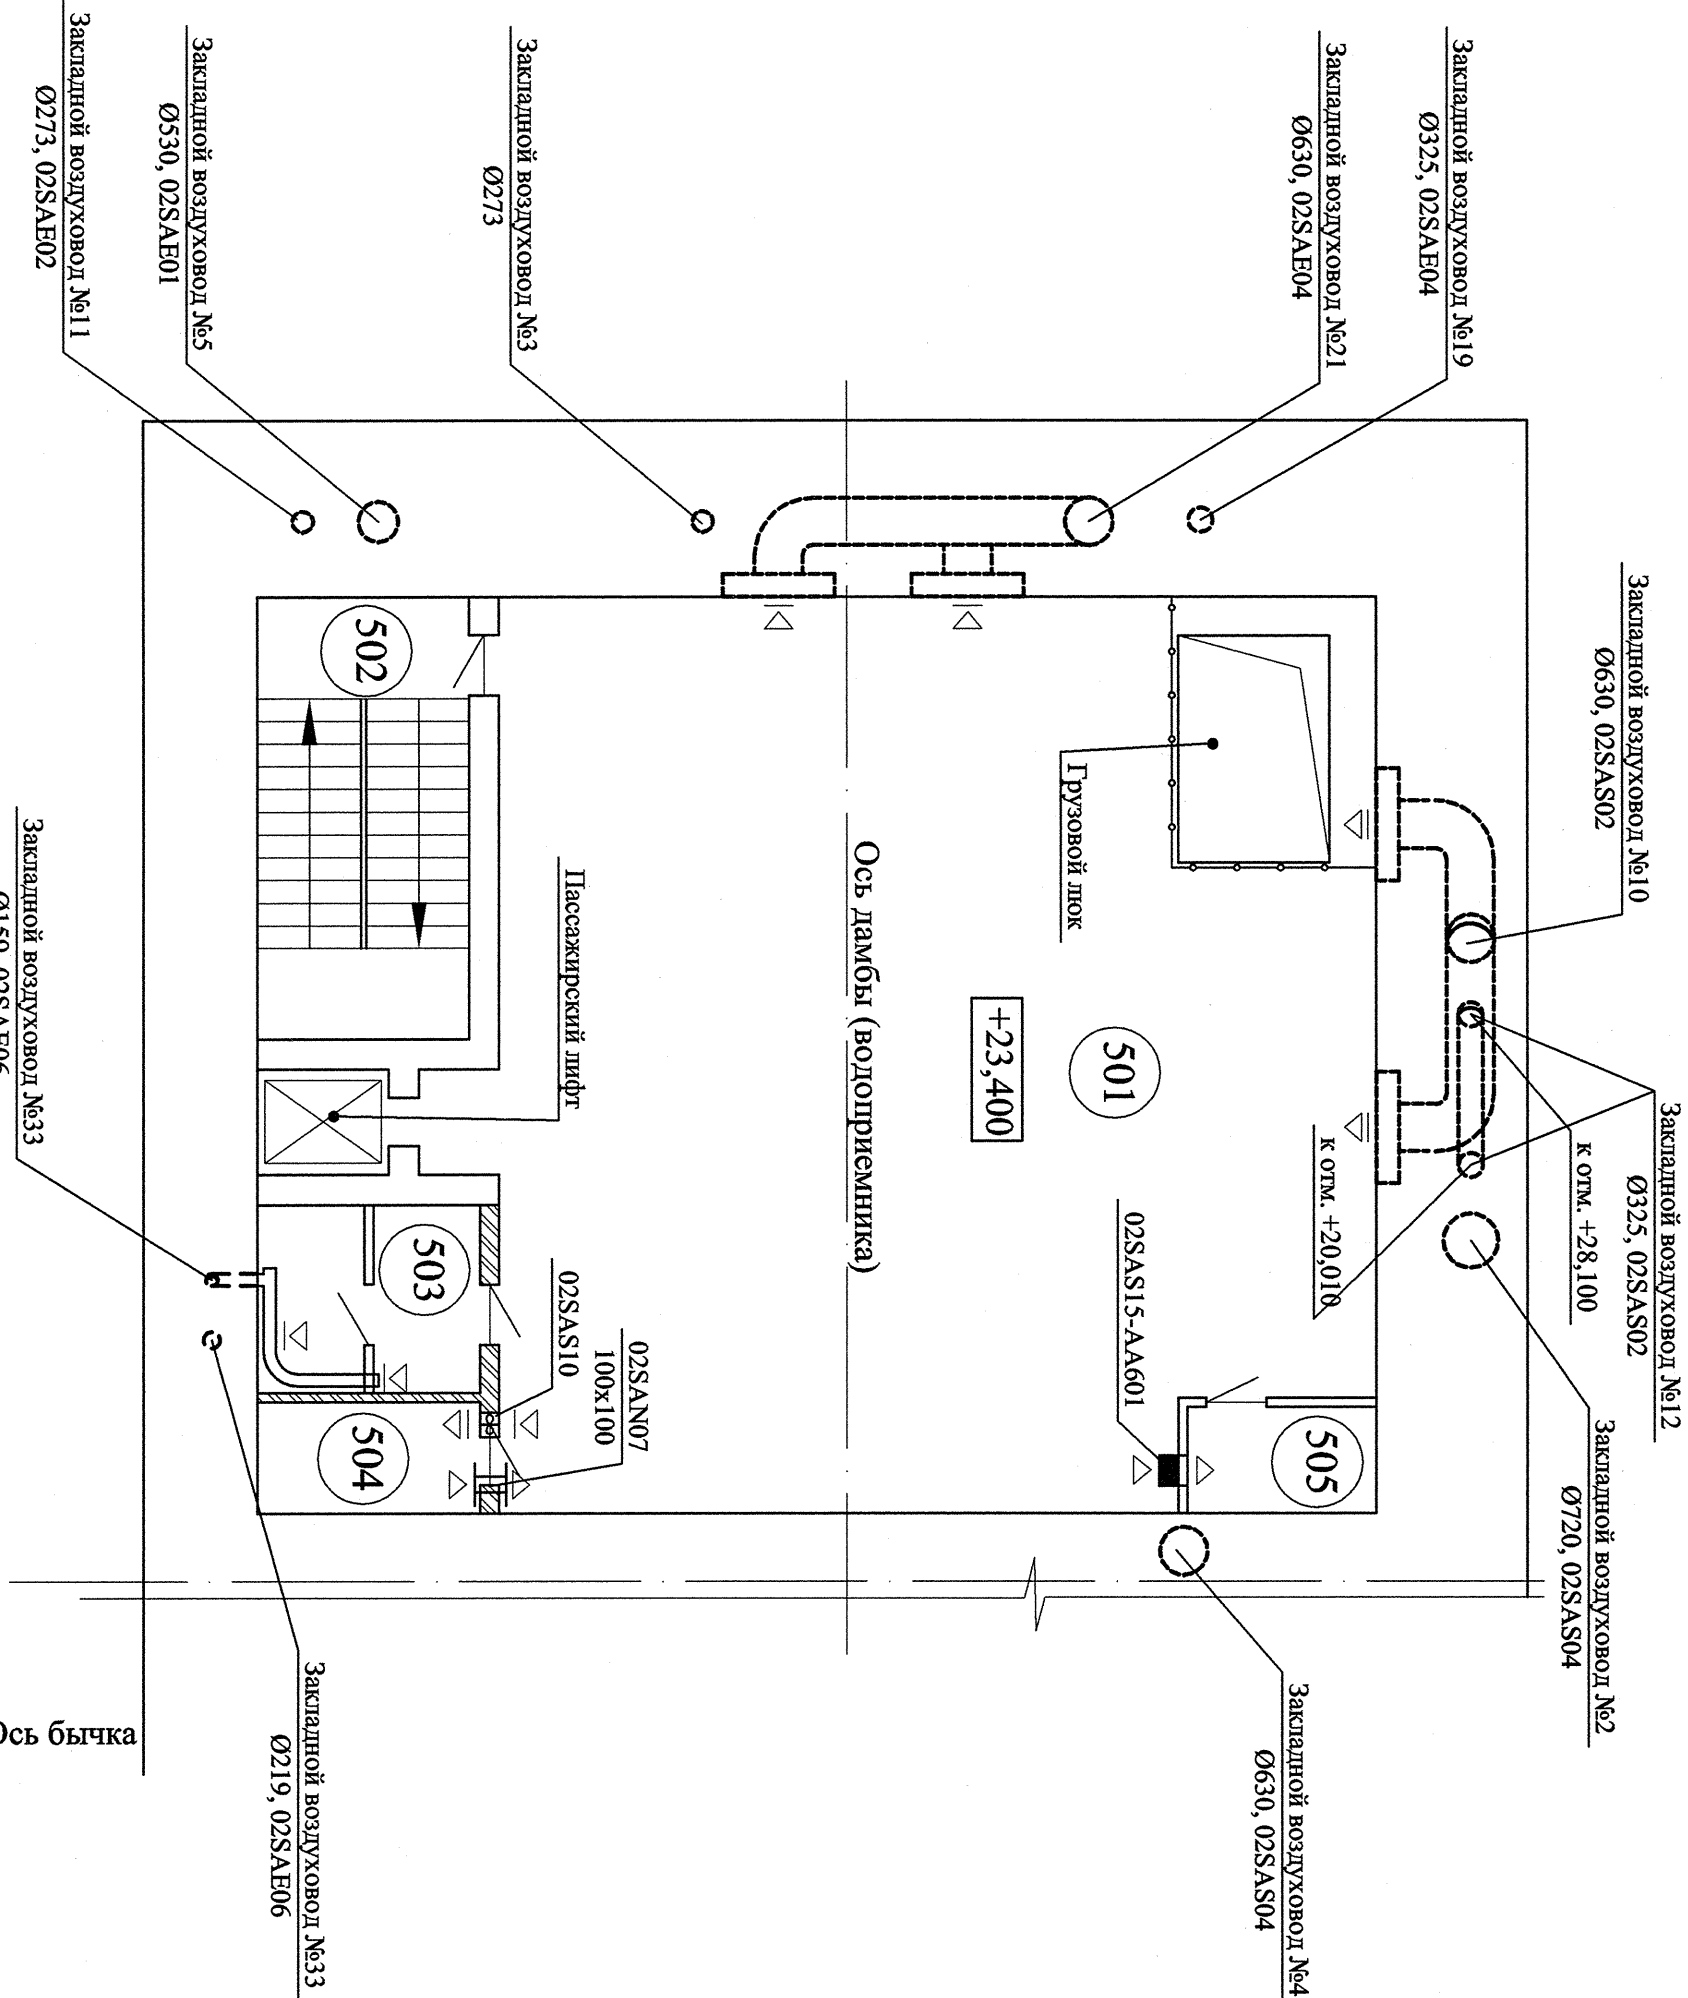 Закладной воздуховод №12
Ø325, 02SAS02
Закладной воздуховод №10
Ø630, 02SAS02
к отм. +28,100
Закладной воздуховод №2
Ø720, 02SAS04
Закладной воздуховод №19
Ø325, 02SAE04
Закладной воздуховод №21
Ø630, 02SAE04
к отм. +20,010
505
Закладной воздуховод №4
Ø630, 02SAS04
02SAS15-AA601
501
Грузовой люк
+23,400
Ось дамбы (водоприемника)
02SAN07
100x100
Пассажирский лифт
02SAS10
Закладной воздуховод №3
Ø273
503
502
504
Закладной воздуховод №33
Ø219, 02SAE06
Закладной воздуховод №5
Ø530, 02SAE01
Закладной воздуховод №11
Ø273, 02SAE02
Закладной воздуховод №33
Ось бычка